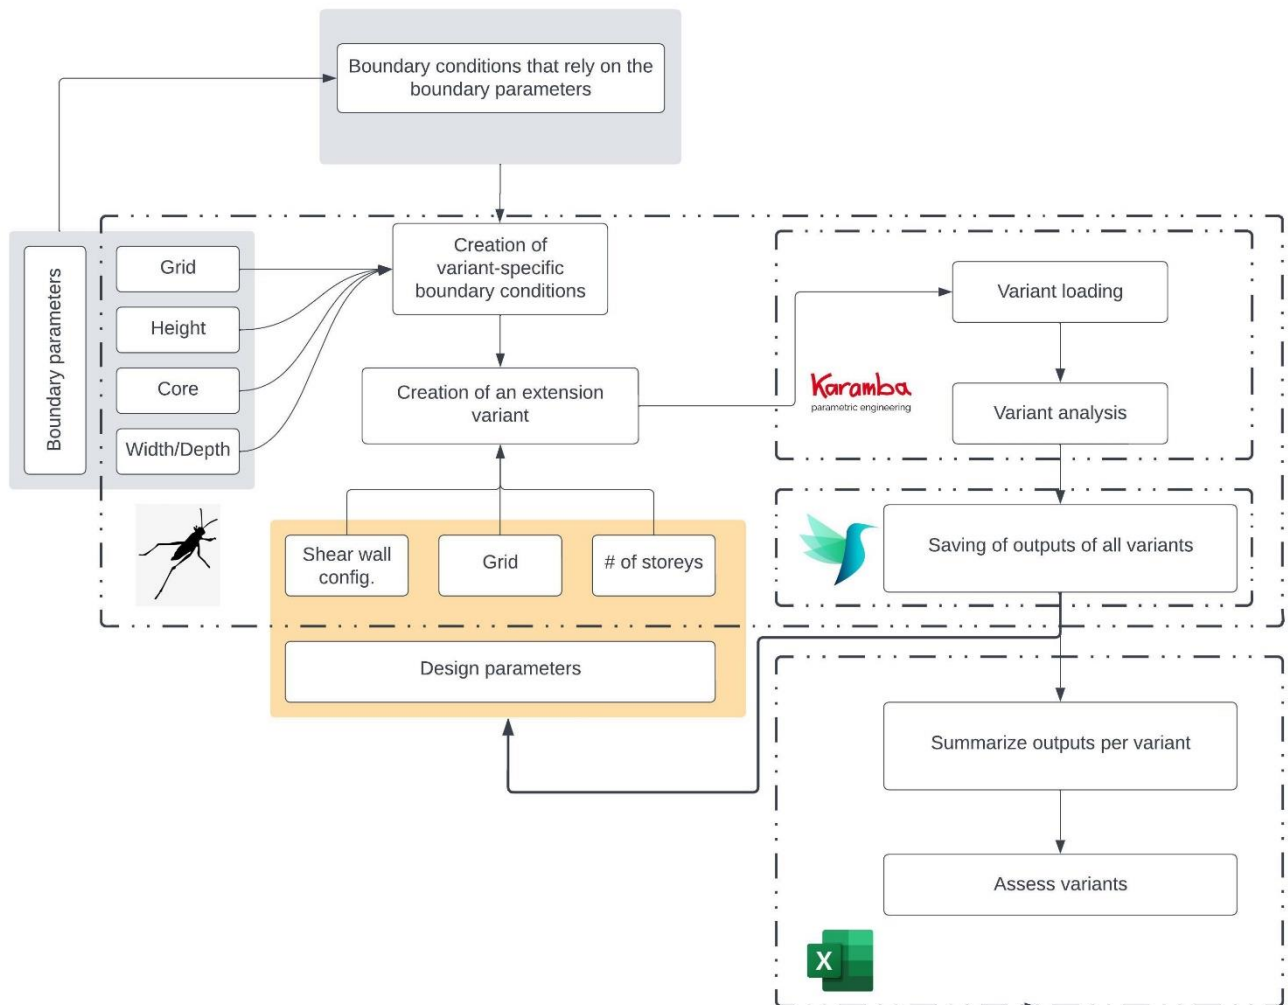 Boundary conditions that rely on the
boundary parameters
Boundary parameters
Grid
Height
Core
Width/Depth
Creation of
variant-specific
boundary conditions
Creation of an extension
variant
Shear wall
config.
Grid
# of storeys
Design parameters
Variant loading
Karamba
parametric engineering
Variant analysis
Saving of outputs of all variants
Summarize outputs per variant
Assess variants
X